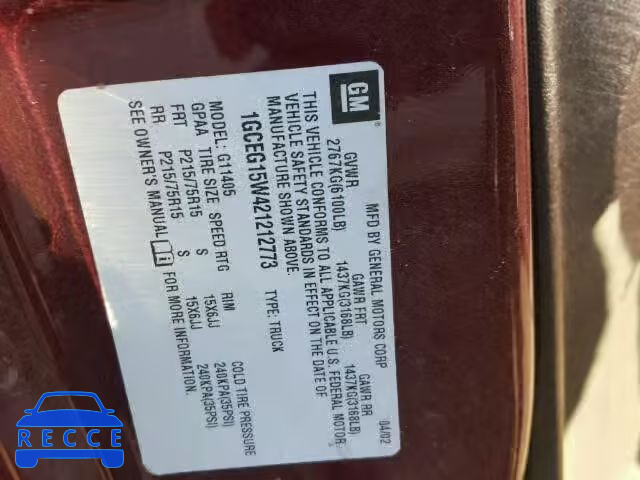 GM
MFD BY GENERAL MOTORS CORP 04/02
GVWR GAWR FRT GAWR RR
2767KG(6100LB) 1437KG(3168LB) 1437KG(3168LB)
THIS VEHICLE CONFORMS TO ALL APPLICABLE U.S. FEDERAL MOTOR
VEHICLE SAFETY STANDARDS IN EFFECT ON THE DATE OF
MANUFACTURE SHOWN ABOVE.
1GCEG15W421212773 TYPE: TRUCK
MODEL: G11405
GPAA TIRE SIZE SPEED RTG RIM COLD TIRE PRESSURE
FRT P215/75R15 S 15X6JJ 240KPA(35PSI)
RR P215/75R15 S 15X6JJ 240KPA(35PSI)
SEE OWNER'S MANUAL FOR MORE INFORMATION.
RECCE